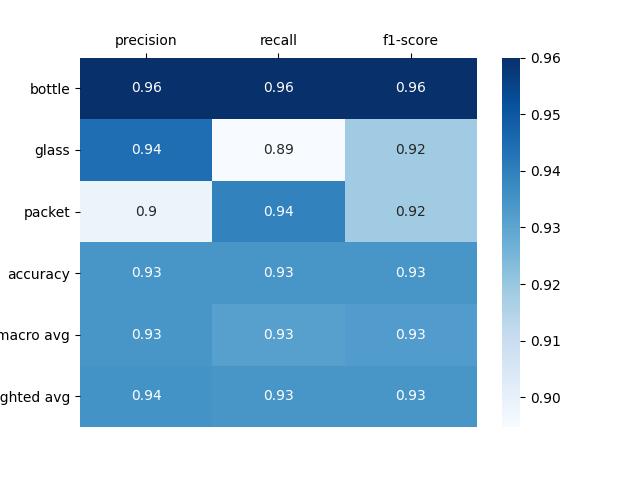 precision recall f1-score
bottle 0.96 0.96 0.96
glass 0.94 0.89 0.92
packet 0.9 0.94 0.92
accuracy 0.93 0.93 0.93
macro avg 0.93 0.93 0.93
ghted avg 0.94 0.93 0.93
0.96
0.95
0.94
0.93
0.92
0.91
0.90